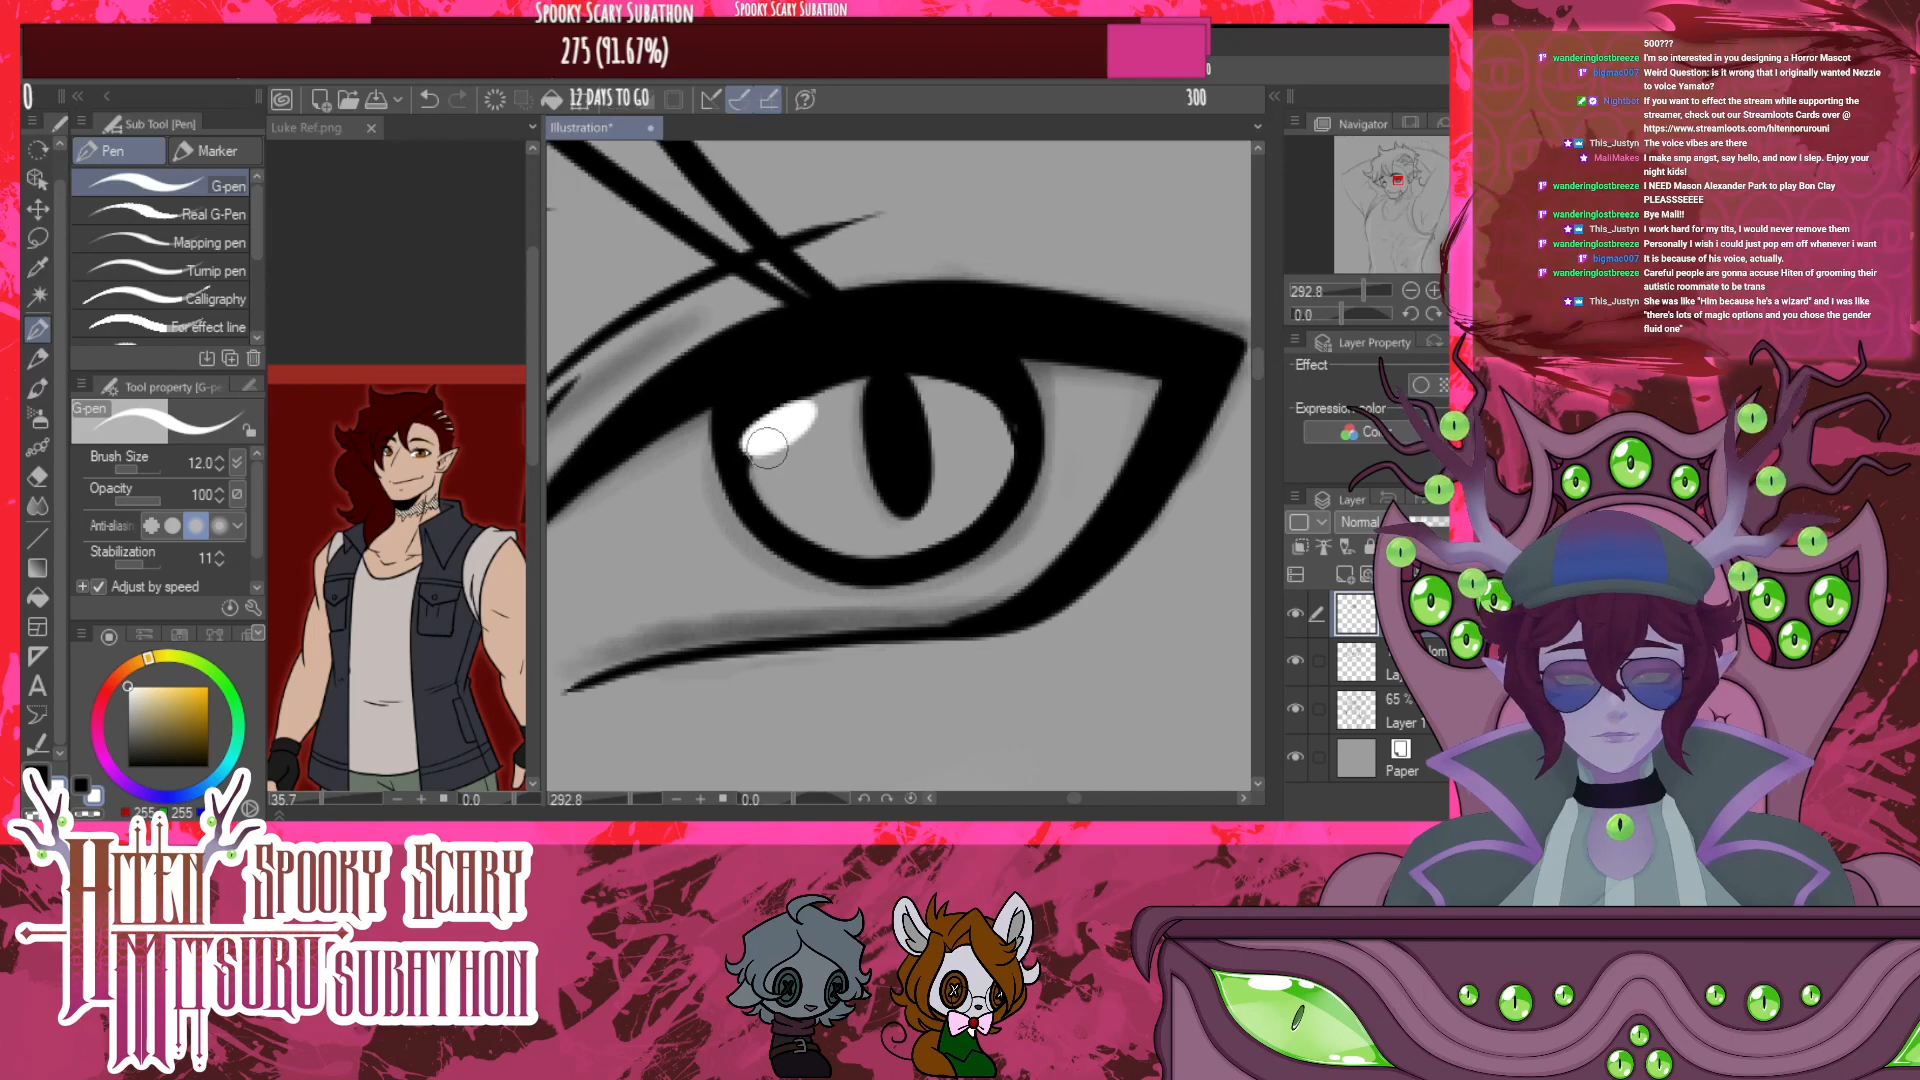 Spooky Scary Subathon
Spooky Scary Subathon
275 (91.67%)
0
12 days to go
300
Sub Tool [Pen]
Pen
Marker
G-pen
Real G-Pen
Mapping pen
Turnip pen
Calligraphy
For effect line
Tool property [G-pe
G-pen
Brush Size
12.0
Opacity
100
Anti-aliasin
Stabilization
11
Adjust by speed
255
255
Luke Ref.png
35.7
0.0
Illustration*
292.8
0.0
Navigator
292.8
0.0
Layer Property
Effect
Expression color
Layer
Normal
65 %
Layer 1
Paper
500???
wanderinglostbreeze I'm so interested in you designing a Horror Mascot
bigmac007 Weird Question: is it wrong that I originally wanted Nezzie
to voice Yamato?
Nightbot If you want to effect the stream while supporting the
streamer, check out our Streamloots Cards over @
https://www.streamloots.com/hitennorurouni
This_Justyn The voice vibes are there
MaliMakes I make smp angst, say hello, and now I slep. Enjoy your
night kids!
wanderinglostbreeze I NEED Mason Alexander Park to play Bon Clay
PLEASSSEEEE
wanderinglostbreeze Bye Mali!!
This_Justyn I work hard for my tits, I would never remove them
wanderinglostbreeze Personally I wish i could just pop em off whenever i want
bigmac007 It is because of his voice, actually.
wanderinglostbreeze Careful people are gonna accuse Hiten of grooming their
autistic roommate to be trans
This_Justyn She was like "Him because he's a wizard" and I was like
"there's lots of magic options and you chose the gender
fluid one"
Hiten
Mitsuru
Spooky Scary
Subathon